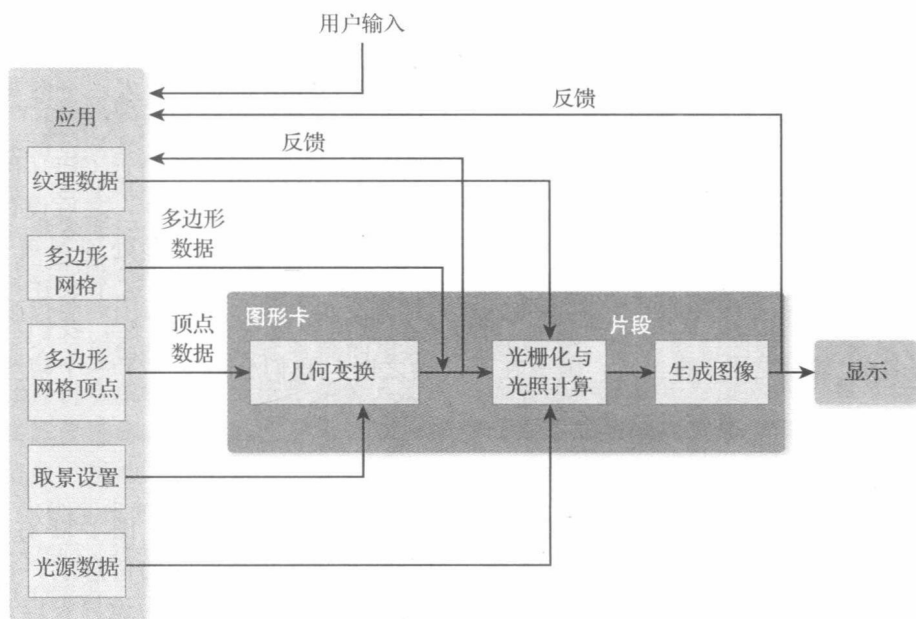 用户输入
反馈
应用
反馈
纹理数据
多边形
数据
多边形
网格
图形卡
片段
顶点
数据
多边形
网格顶点
几何变换
光栅化与
光照计算
生成图像
显示
取景设置
光源数据